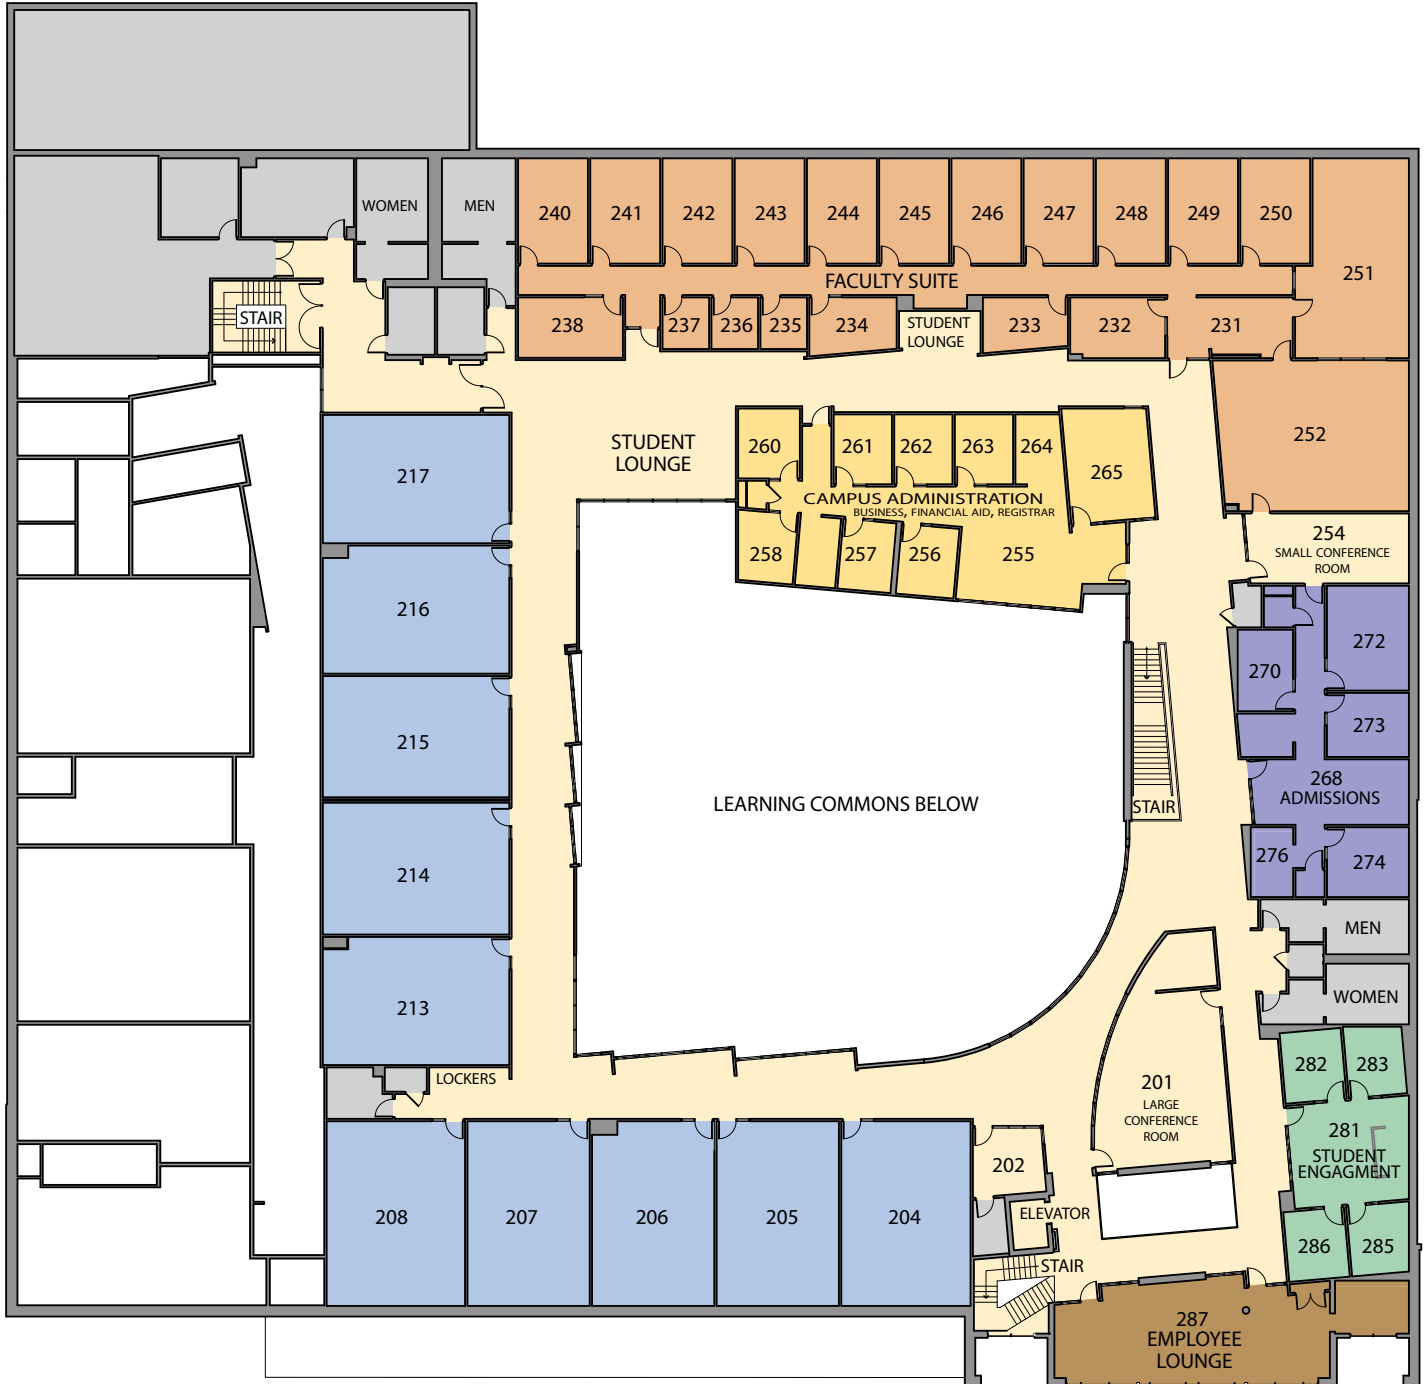 WOMEN
MEN
240
241
242
243
244
245
246
247
248
249
250
251
FACULTY SUITE
STAIR
238
237
236
235
234
STUDENT
LOUNGE
233
232
231
217
STUDENT
LOUNGE
260
261
262
263
264
265
252
CAMPUS ADMINISTRATION
BUSINESS, FINANCIAL AID, REGISTRAR
258
257
256
255
254
SMALL CONFERENCE
ROOM
216
270
272
273
215
268
ADMISSIONS
LEARNING COMMONS BELOW
STAIR
276
274
214
MEN
WOMEN
213
LOCKERS
201
LARGE
CONFERENCE
ROOM
282
283
281
STUDENT
ENGAGMENT
202
208
207
206
205
204
ELEVATOR
286
285
STAIR
287
EMPLOYEE
LOUNGE